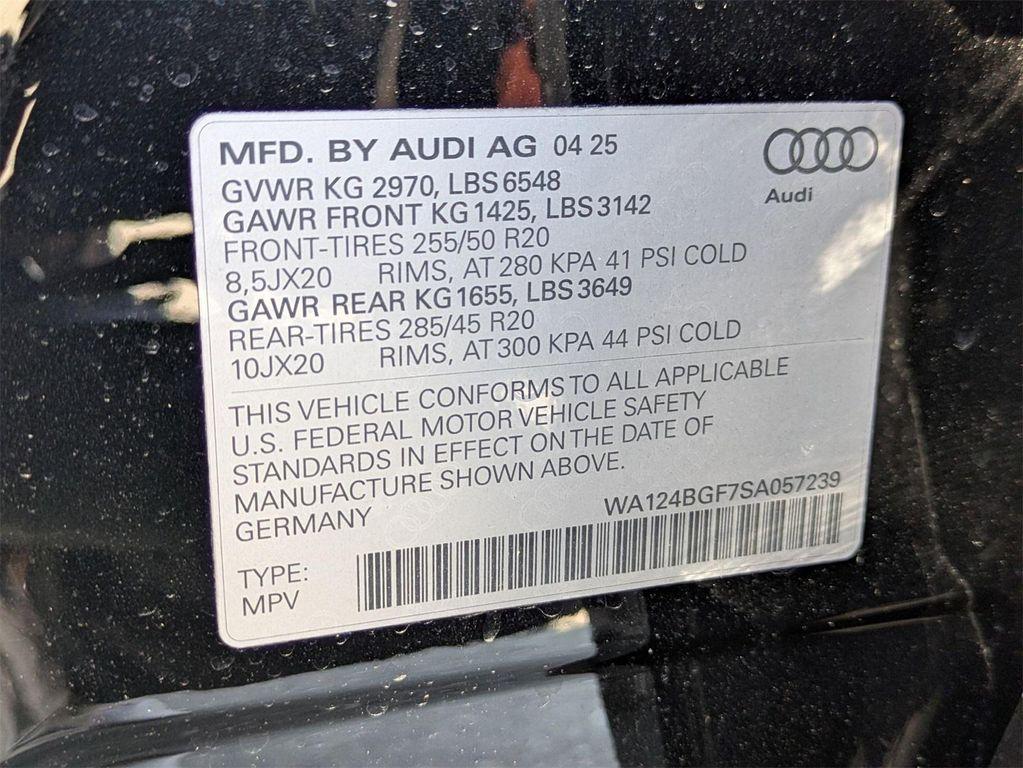 MFD. BY AUDI AG 04 25
Audi
GVWR KG 2970, LBS 6548
GAWR FRONT KG 1425, LBS 3142
FRONT-TIRES 255/50 R20
8,5JX20 RIMS, AT 280 KPA 41 PSI COLD
GAWR REAR KG 1655, LBS 3649
REAR-TIRES 285/45 R20
10JX20 RIMS, AT 300 KPA 44 PSI COLD
THIS VEHICLE CONFORMS TO ALL APPLICABLE
U.S. FEDERAL MOTOR VEHICLE SAFETY
STANDARDS IN EFFECT ON THE DATE OF
MANUFACTURE SHOWN ABOVE.
GERMANY WA124BGF7SA057239
TYPE:
MPV